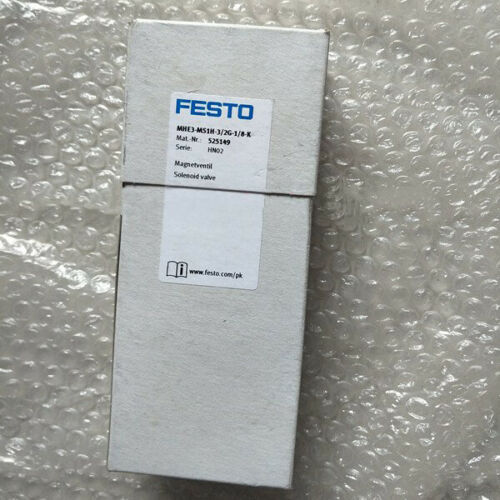 FESTO
MHE3-MS1H-3/2G-1/8-K
Mat.-Nr.: 525149
Serie: HN02
Magnetventil
Solenoid valve
www.festo.com/pk